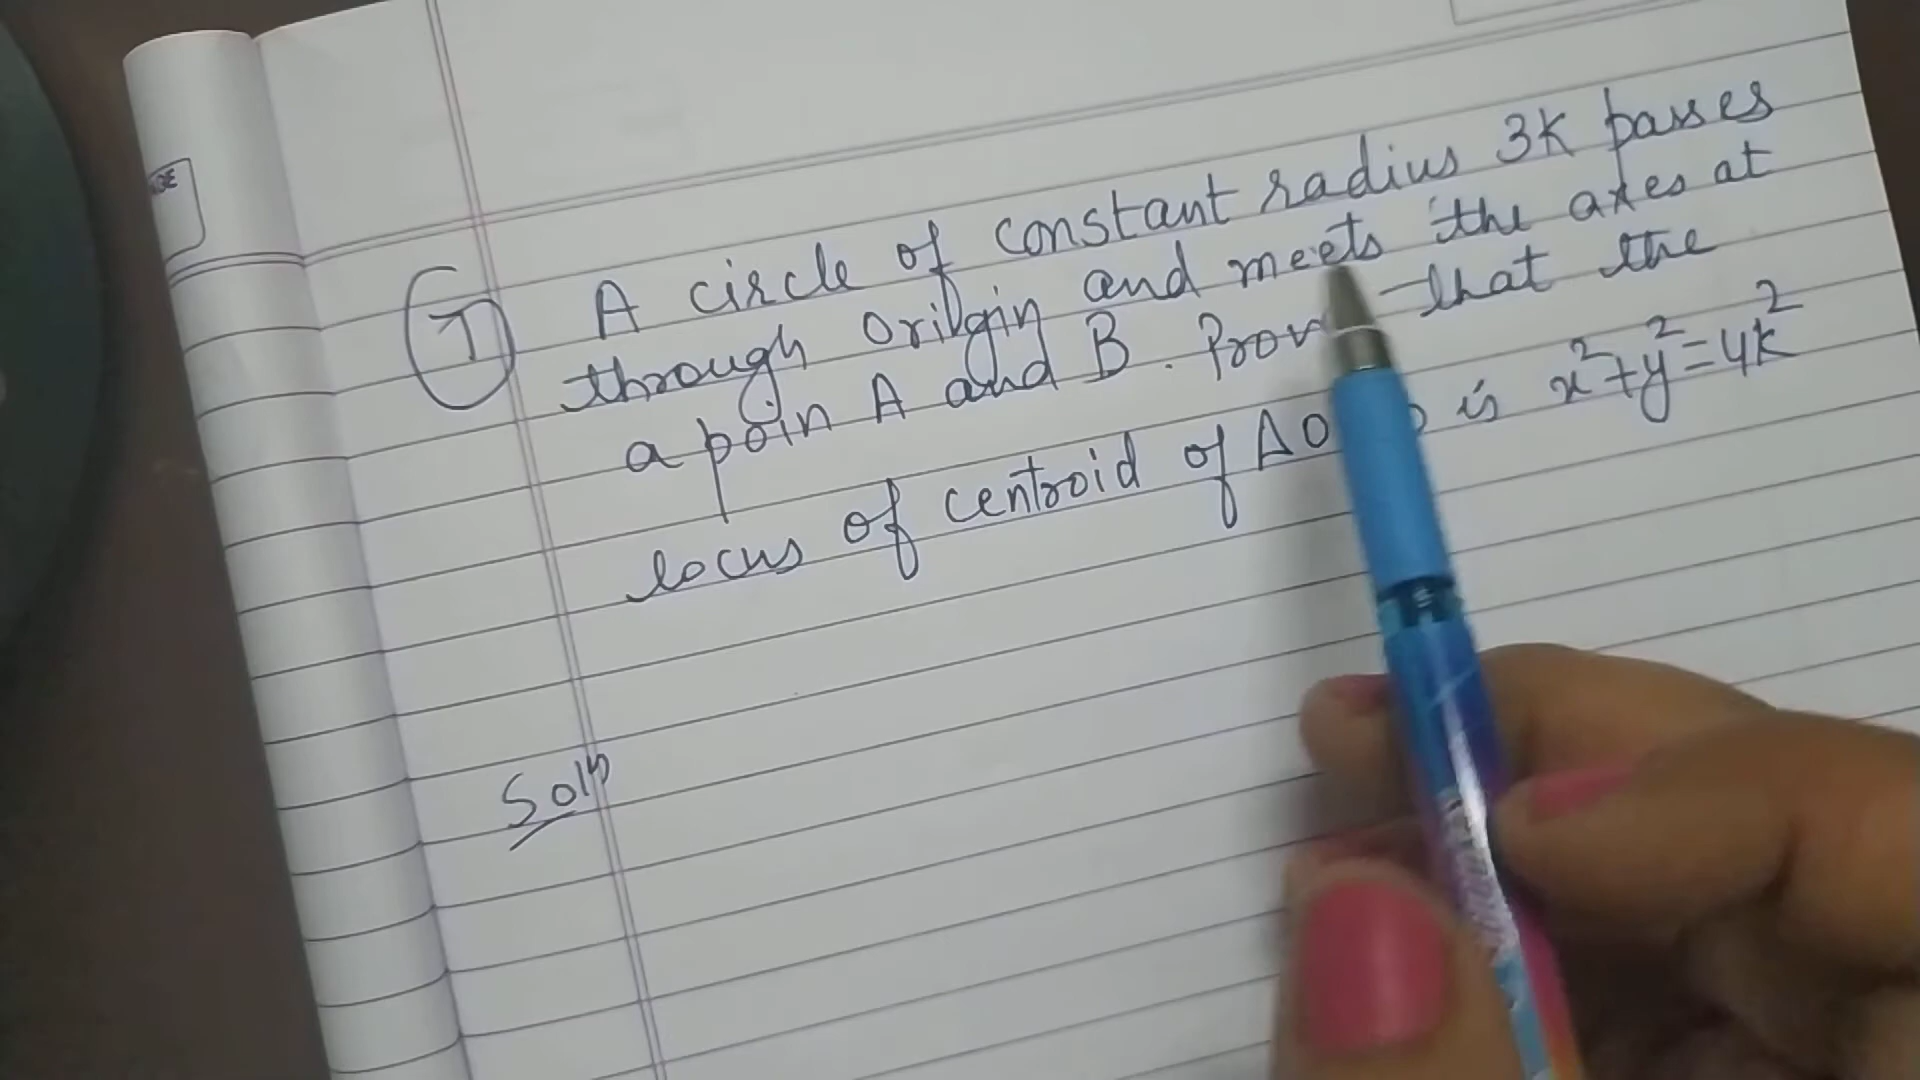 ① A circle of constant radius 3K passes
through Orilgin and meets the axes at
a poin A and B. Prov that the
locus of centroid of ΔO is x²+y²=4k²
Solⁿ